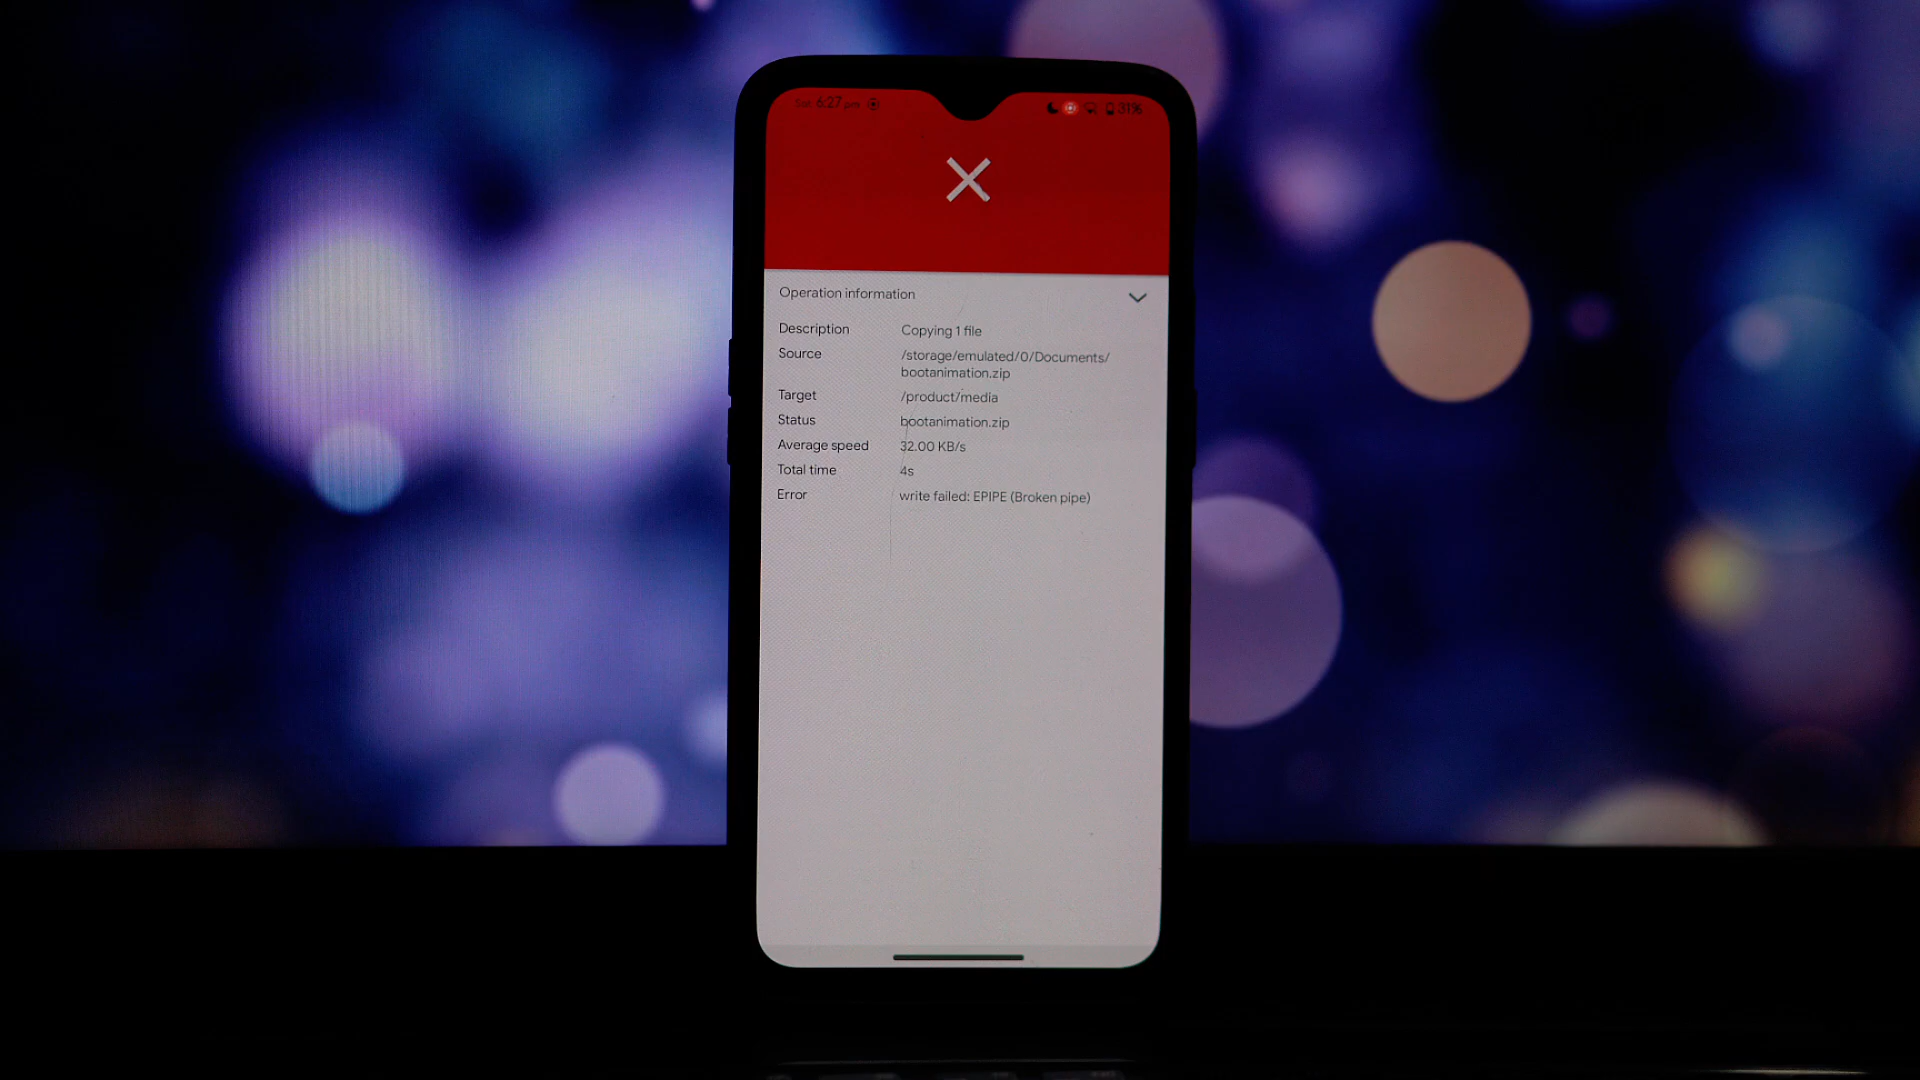 Sat 6:27 pm 31%
Operation information
Description Copying 1 file
Source /storage/emulated/0/Documents/
bootanimation.zip
Target /product/media
Status bootanimation.zip
Average speed 32.00 KB/s
Total time 4s
Error write failed: EPIPE (Broken pipe)